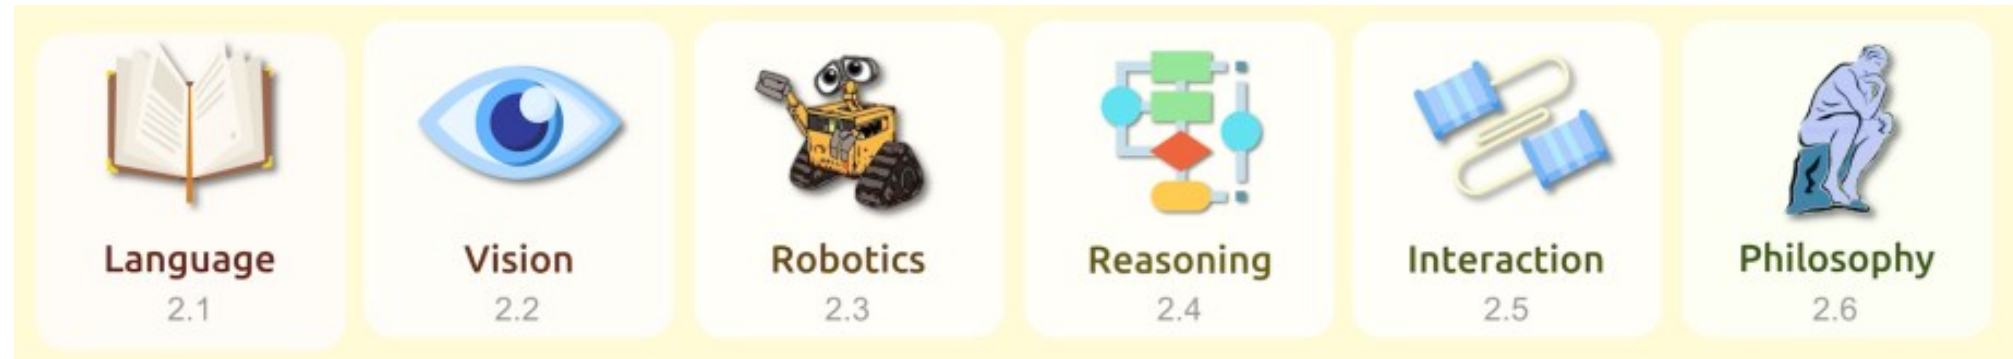 Language
2.1
Vision
2.2
Robotics
2.3
Reasoning
2.4
Interaction
2.5
Philosophy
2.6